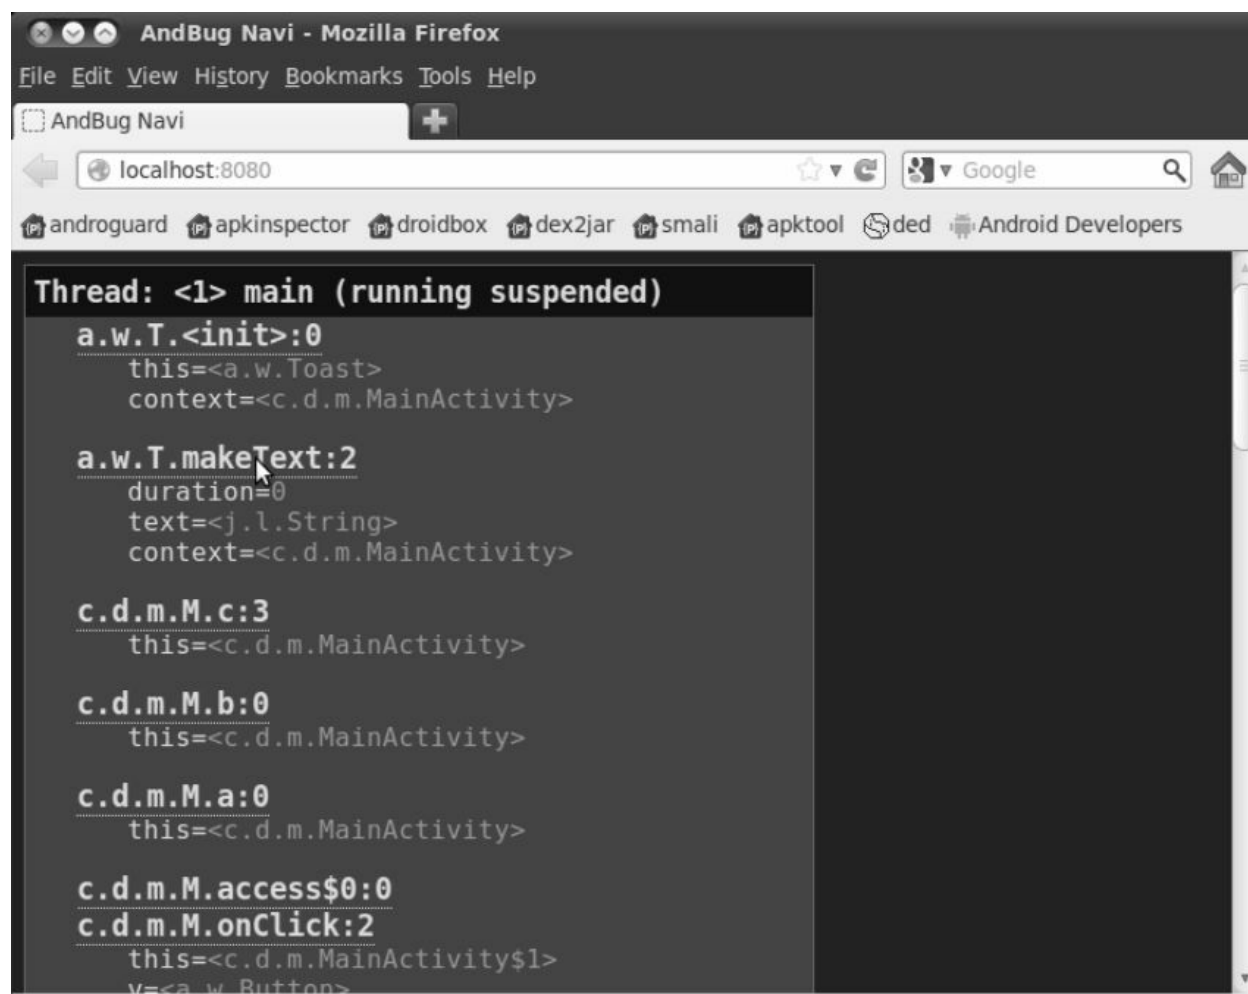 AndBug Navi - Mozilla Firefox
File Edit View History Bookmarks Tools Help
AndBug Navi
localhost:8080 Google
androguard apkinspector droidbox dex2jar smali apktool ded Android Developers
Thread: <1> main (running suspended)
a.w.T.<init>:0
this=<a.w.Toast>
context=<c.d.m.MainActivity>
a.w.T.makeText:2
duration=0
text=<j.l.String>
context=<c.d.m.MainActivity>
c.d.m.M.c:3
this=<c.d.m.MainActivity>
c.d.m.M.b:0
this=<c.d.m.MainActivity>
c.d.m.M.a:0
this=<c.d.m.MainActivity>
c.d.m.M.access$0:0
c.d.m.M.onClick:2
this=<c.d.m.MainActivity$1>
v=<a.w.Button>